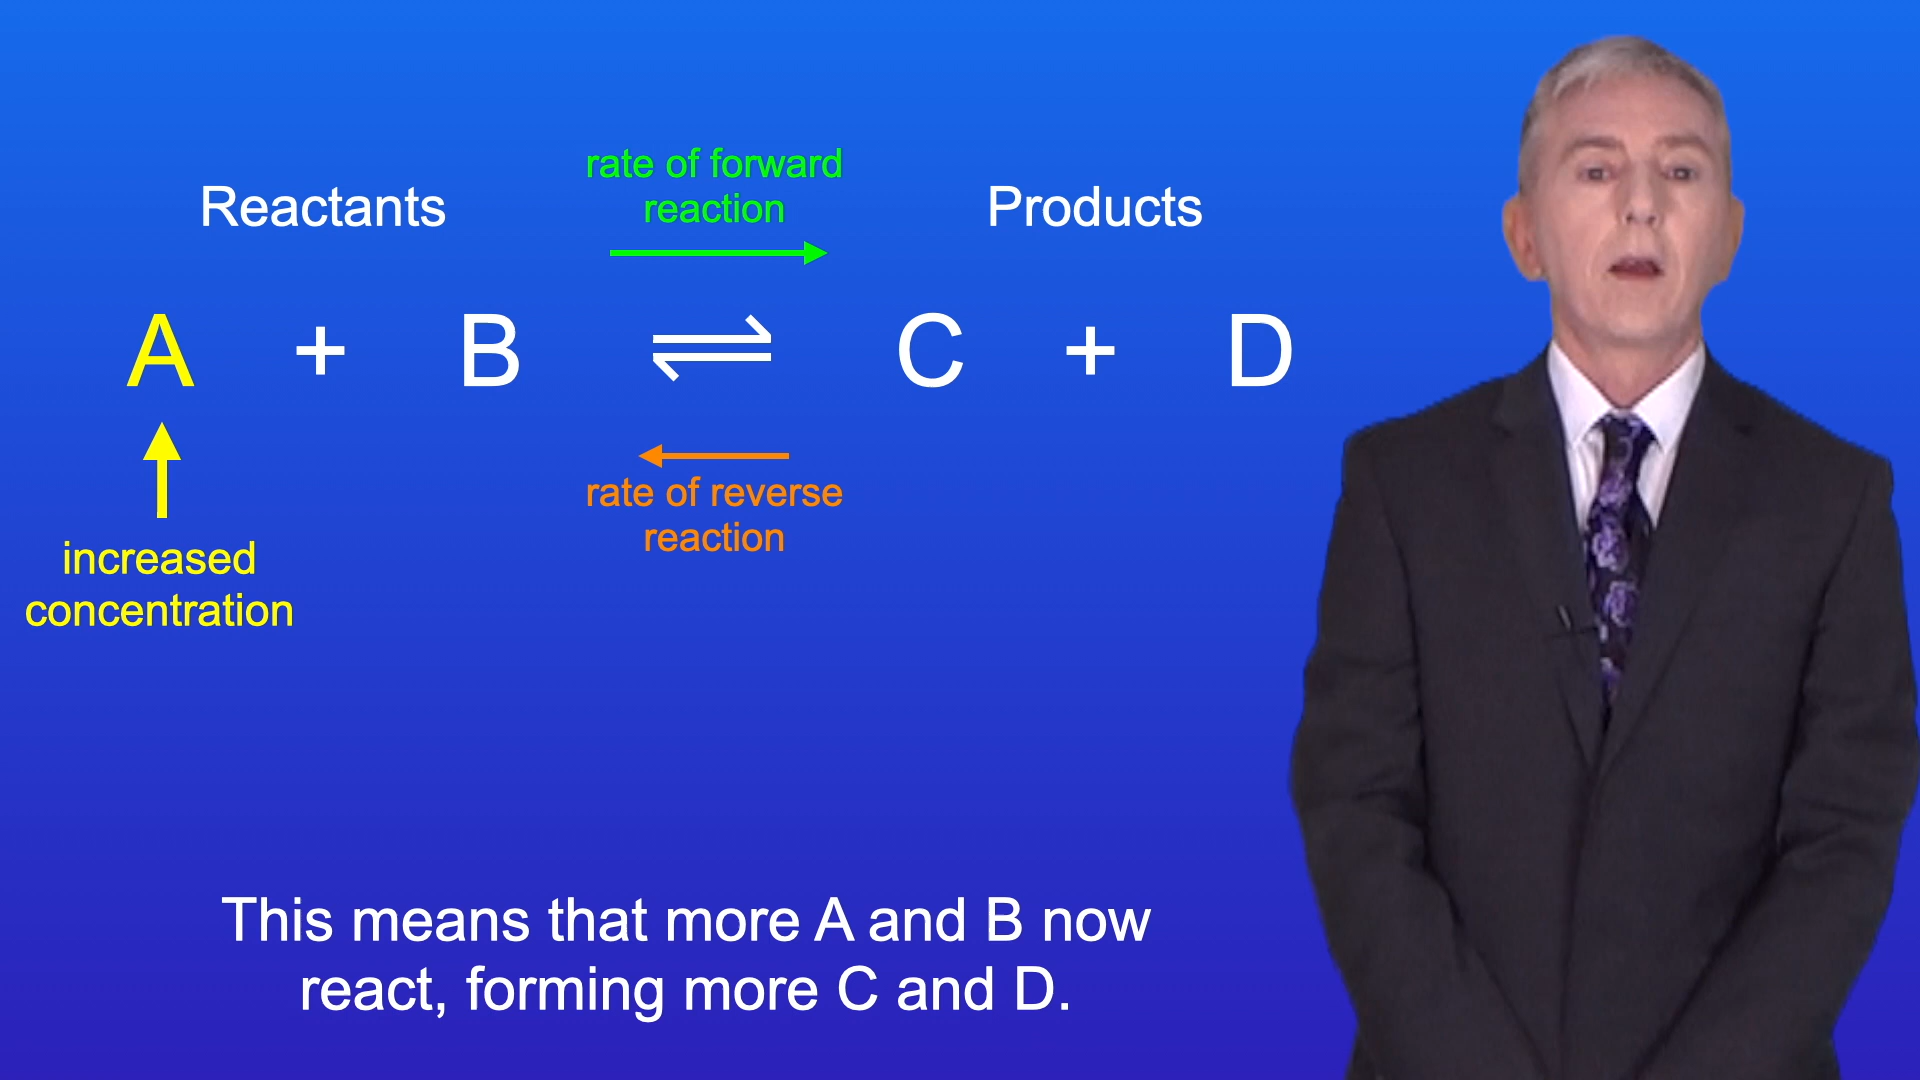 rate of forward
reaction
Reactants
Products
A + B ⇌ C + D
rate of reverse
reaction
increased
concentration
This means that more A and B now
react, forming more C and D.